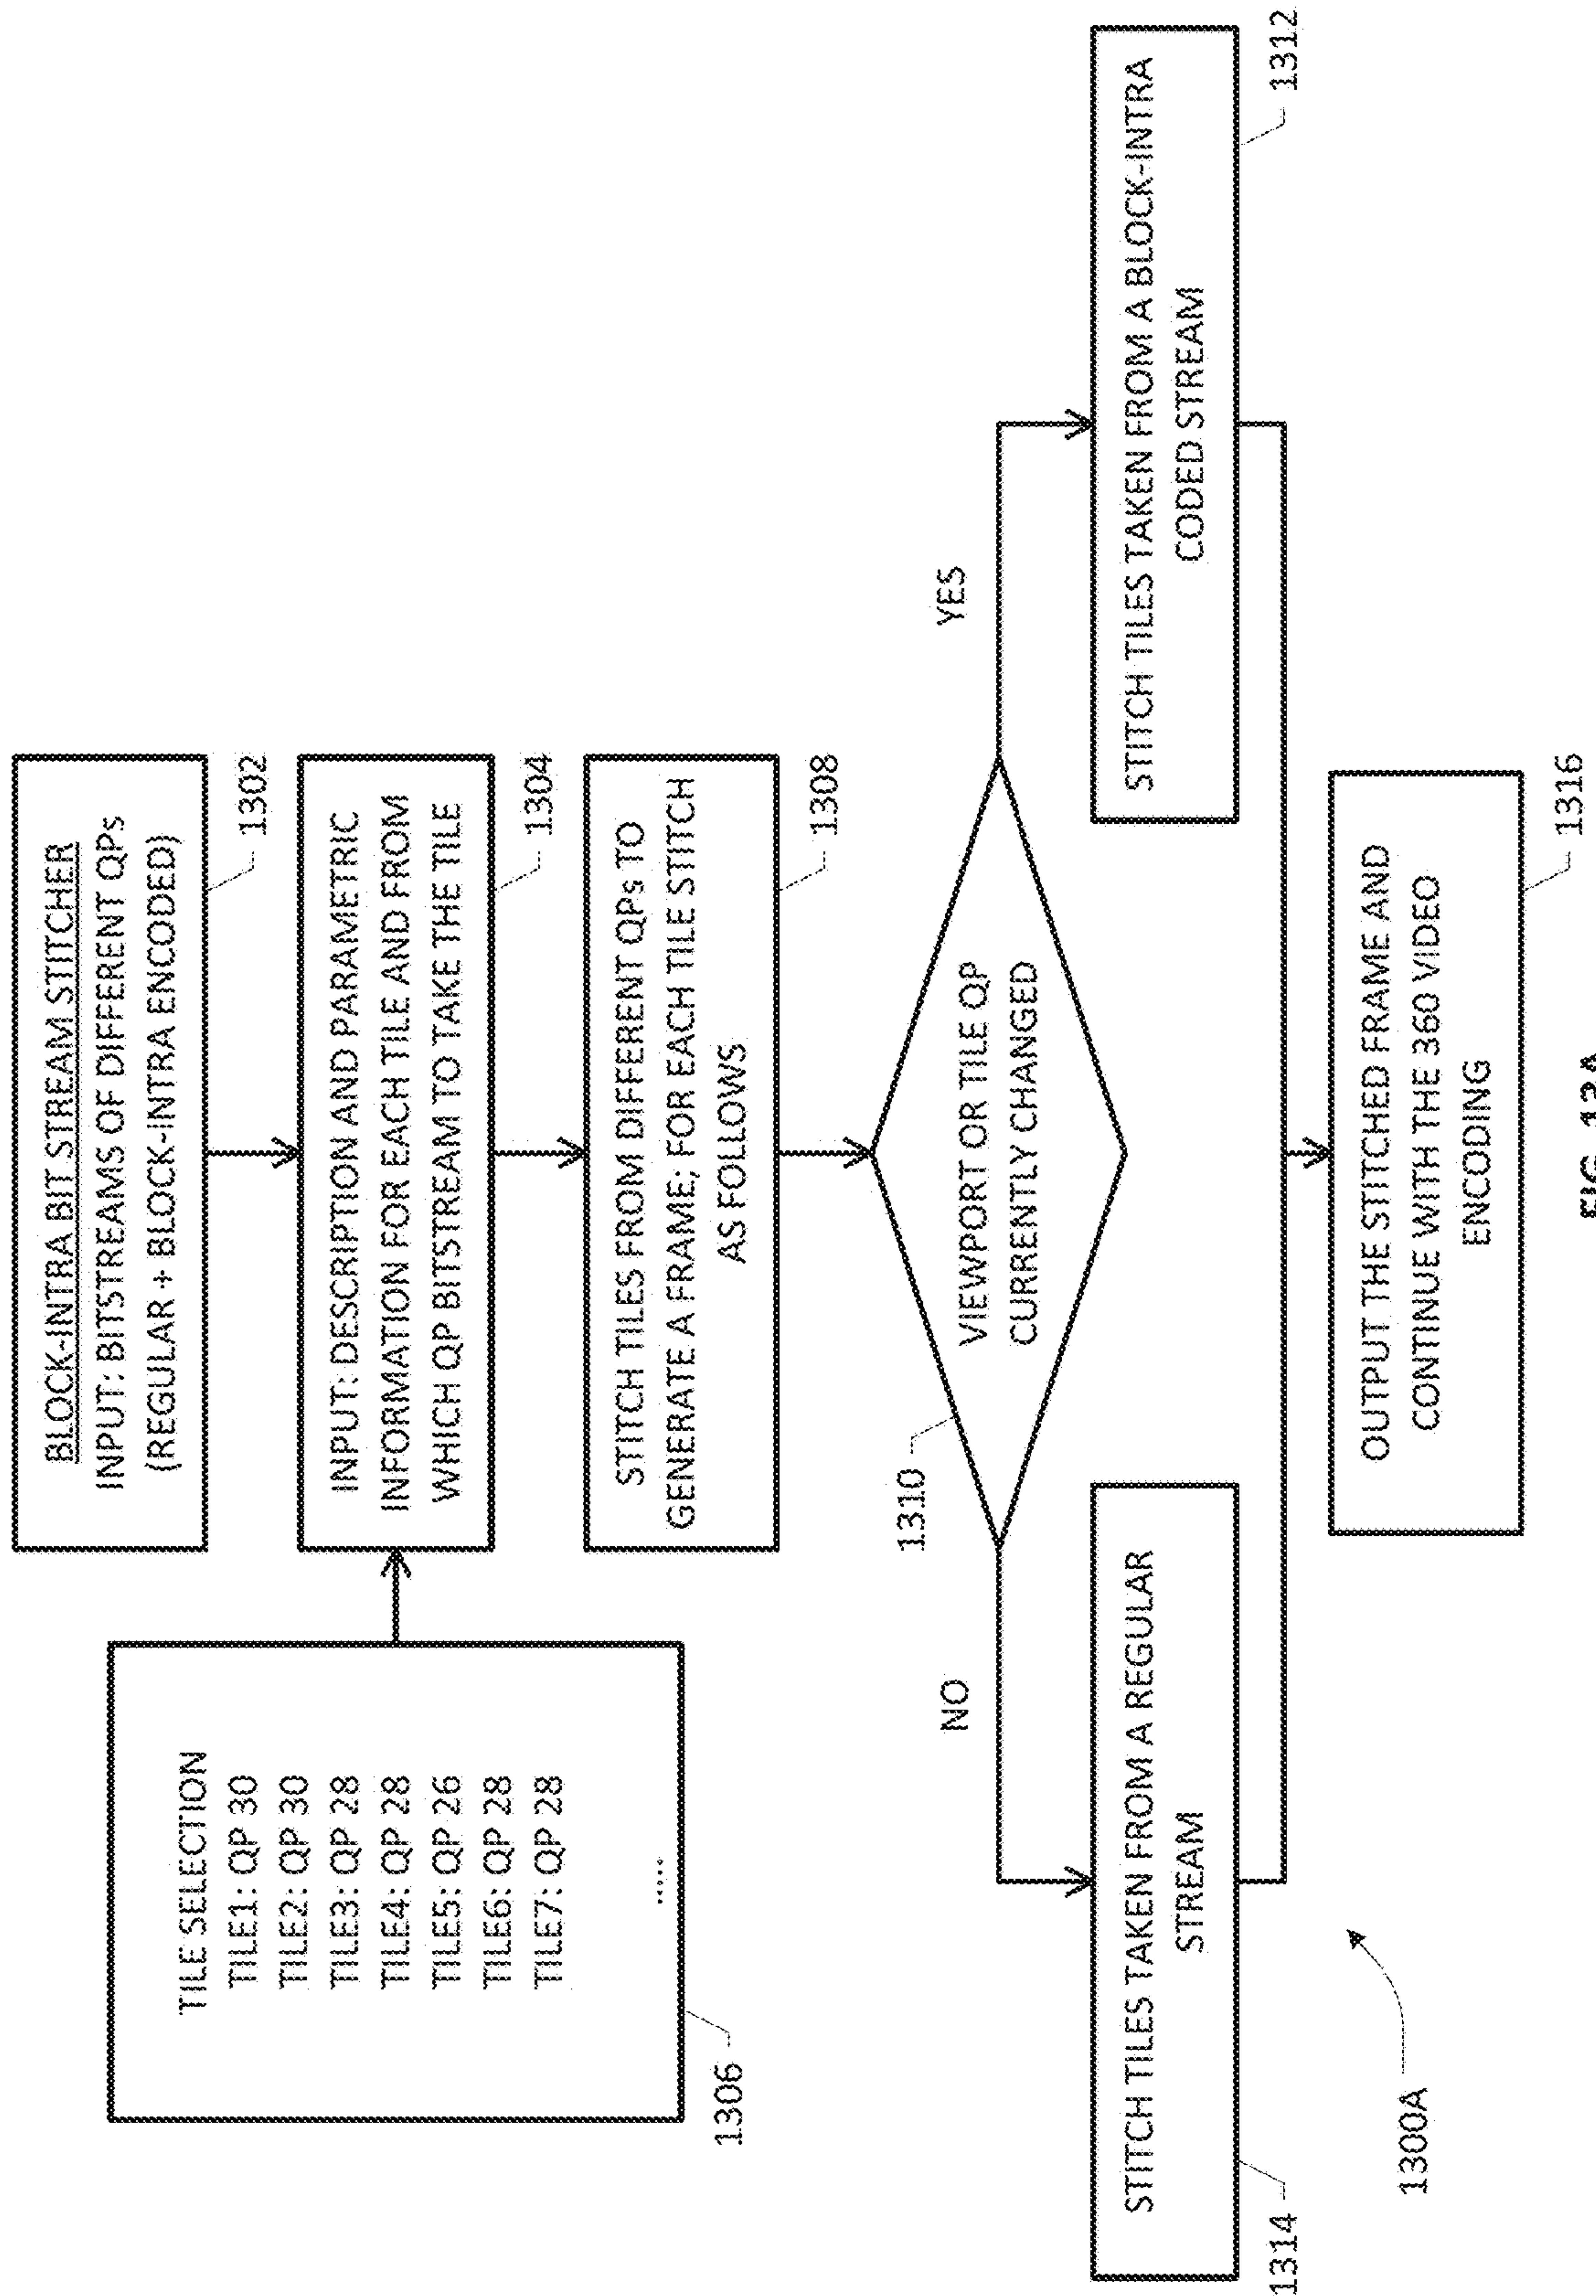 BLOCK-INTRA BIT STREAM STITCHER
INPUT: BITSTREAMS OF DIFFERENT QPs
(REGULAR + BLOCK-INTRA ENCODED)
1302
TILE SELECTION
TILE1: QP 30
TILE2: QP 30
TILE3: QP 28
TILE4: QP 28
TILE5: QP 26
TILE6: QP 28
TILE7: QP 28
.....
1306
INPUT: DESCRIPTION AND PARAMETRIC
INFORMATION FOR EACH TILE AND FROM
WHICH QP BITSTREAM TO TAKE THE TILE
1304
STITCH TILES FROM DIFFERENT QPs TO
GENERATE A FRAME; FOR EACH TILE STITCH
AS FOLLOWS
1308
1310
VIEWPORT OR TILE QP
CURRENTLY CHANGED
NO
YES
STITCH TILES TAKEN FROM A REGULAR
STREAM
1314
STITCH TILES TAKEN FROM A BLOCK-INTRA
CODED STREAM
1312
OUTPUT THE STITCHED FRAME AND
CONTINUE WITH THE 360 VIDEO
ENCODING
1316
1300A
FIG. 13A